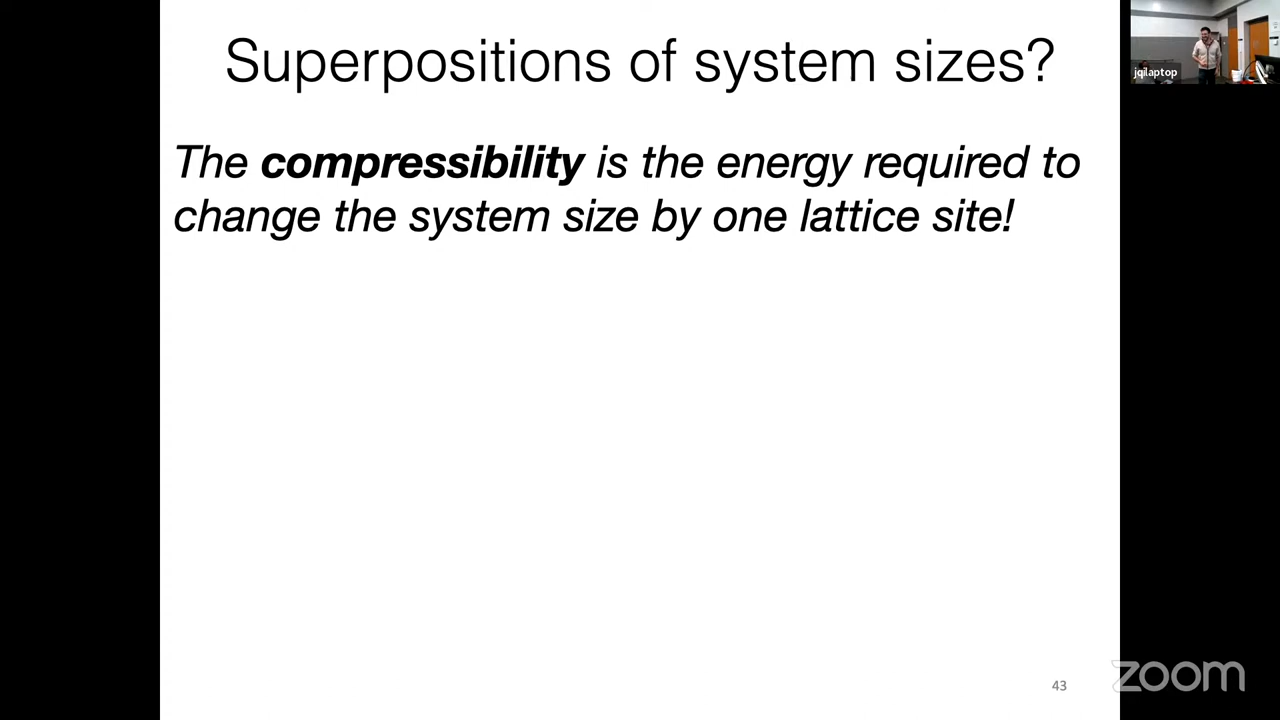 Superpositions of system sizes?
jqilaptop
The compressibility is the energy required to
change the system size by one lattice site!
43
zoom